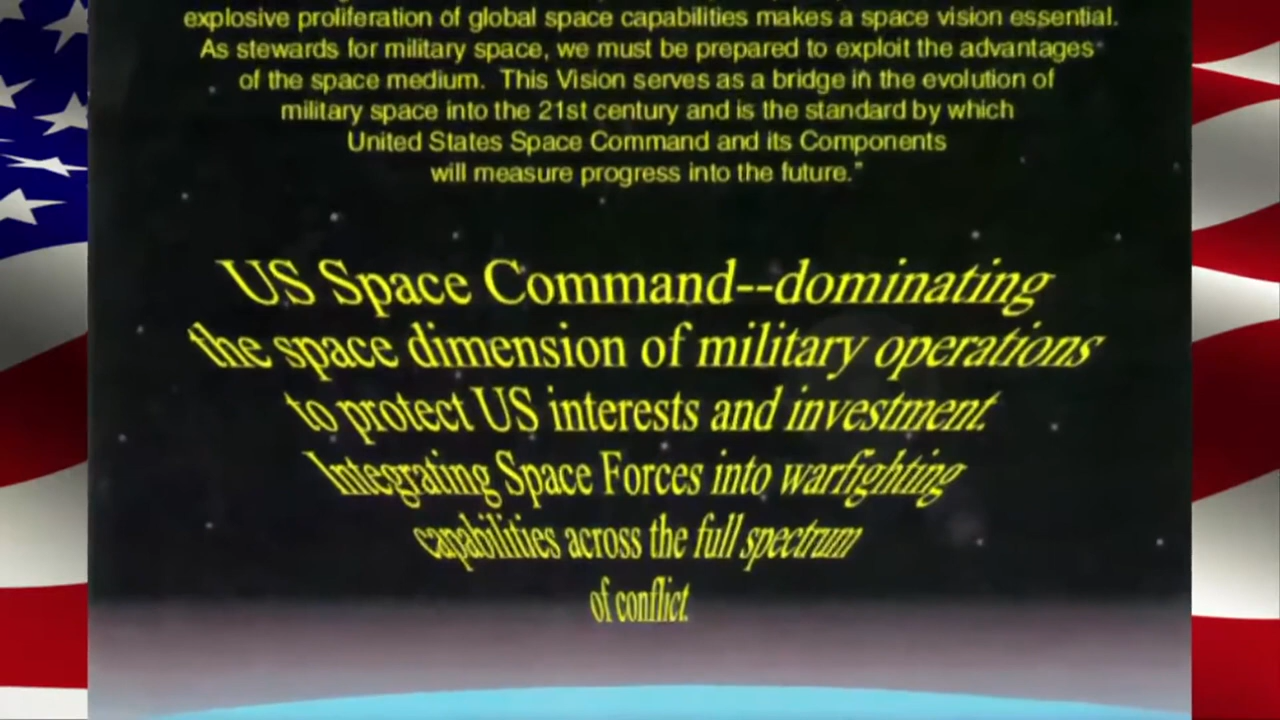 explosive proliferation of global space capabilities makes a space vision essential.
As stewards for military space, we must be prepared to exploit the advantages
of the space medium.  This Vision serves as a bridge in the evolution of
military space into the 21st century and is the standard by which
United States Space Command and its Components
will measure progress into the future."
US Space Command--dominating
the space dimension of military operations
to protect US interests and investment.
Integrating Space Forces into warfighting
capabilities across the full spectrum
of conflict.